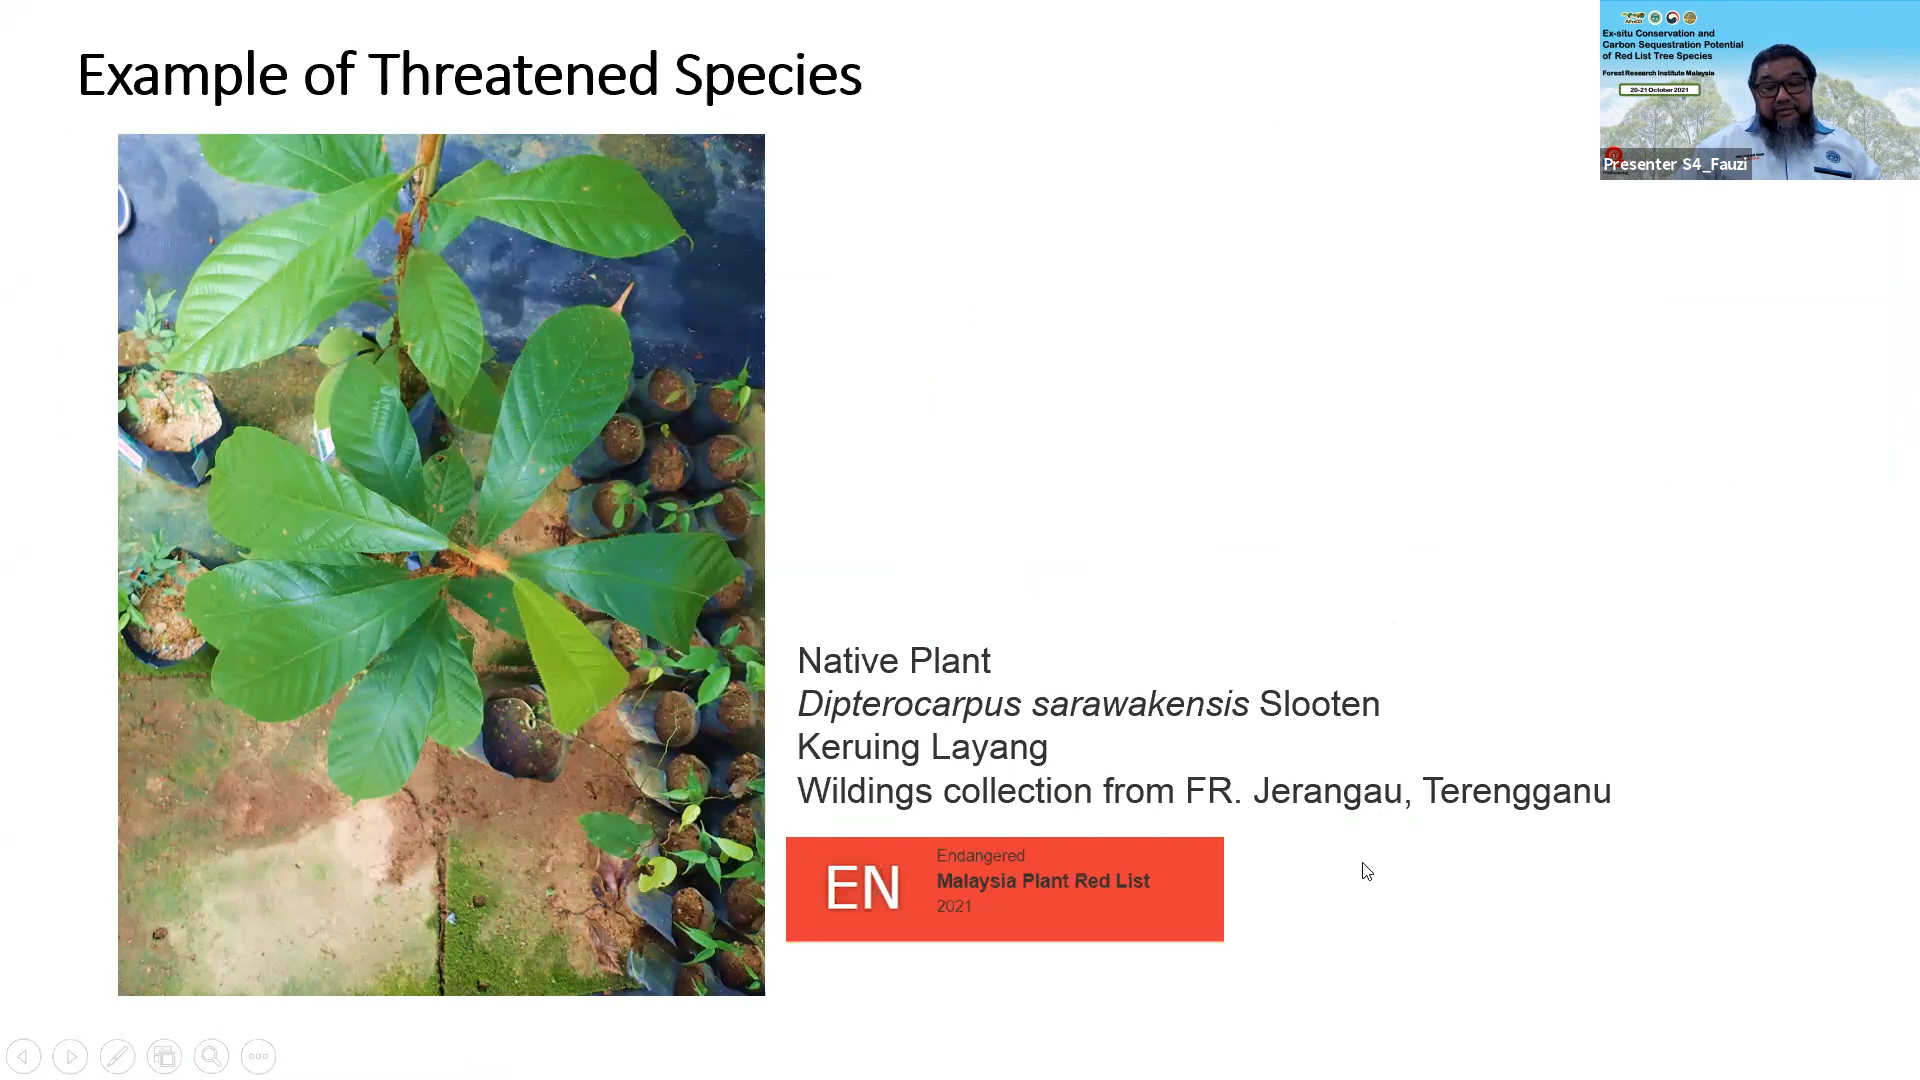 Example of Threatened Species
Ex-situ Conservation and
Carbon Sequestration Potential
of Red List Tree Species
Forest Research Institute Malaysia
20-21 October 2021
Presenter S4_Fauzi
Native Plant
Dipterocarpus sarawakensis Slooten
Keruing Layang
Wildings collection from FR. Jerangau, Terengganu
EN
Endangered
Malaysia Plant Red List
2021